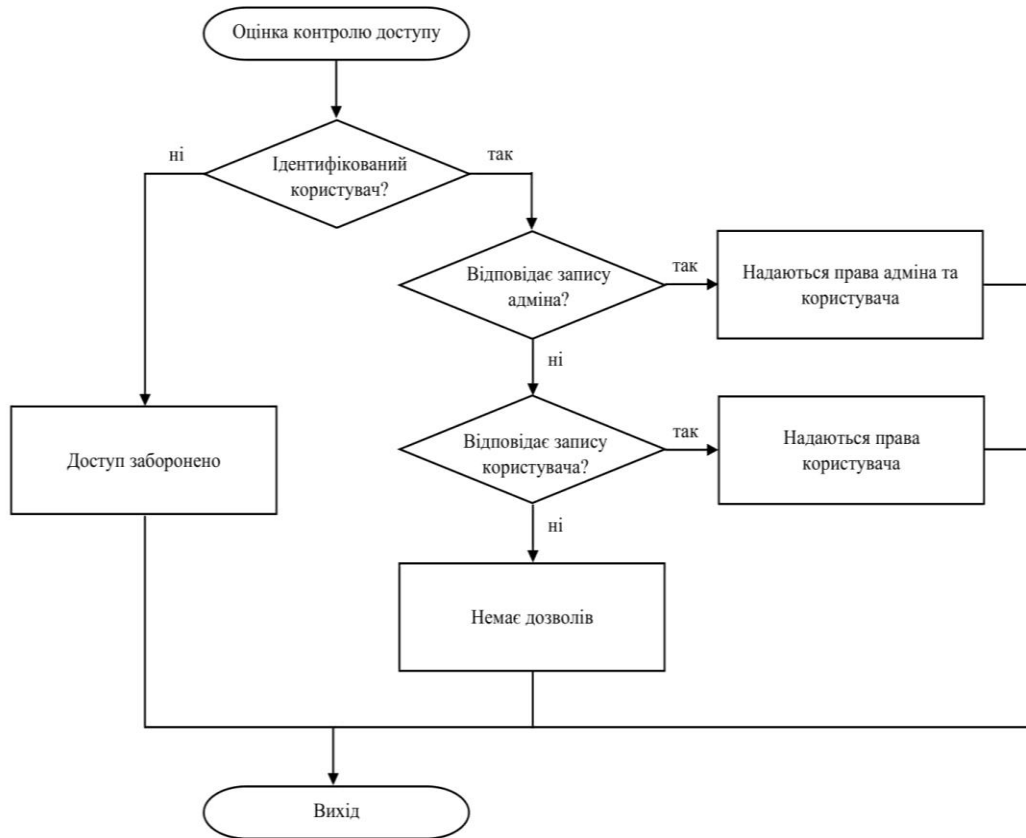 Оцінка контролю доступу
ні
так
Ідентифікований
користувач?
Відповідає запису
адміна?
так
Надаються права адміна та
користувача
ні
Доступ заборонено
Відповідає запису
користувача?
так
Надаються права
користувача
ні
Немає дозволів
Вихід